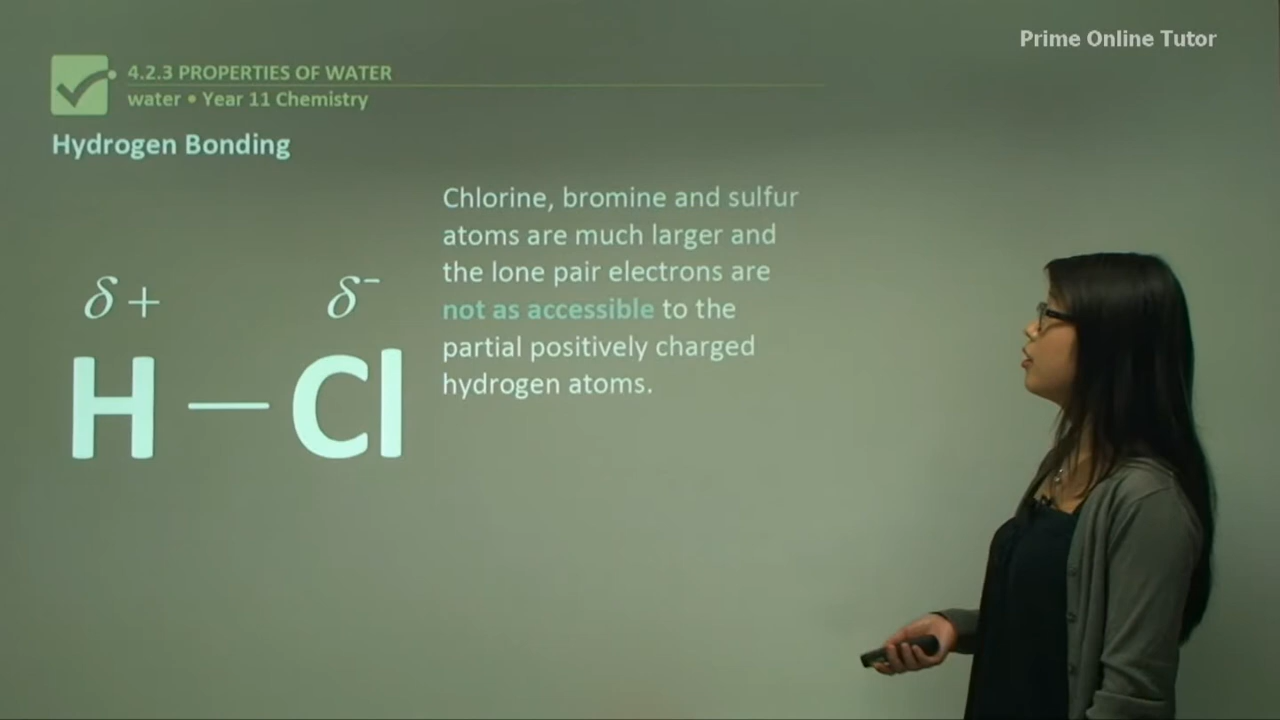 Prime Online Tutor
4.2.3 PROPERTIES OF WATER
water • Year 11 Chemistry
Hydrogen Bonding
Chlorine, bromine and sulfur
atoms are much larger and
the lone pair electrons are
not as accessible to the
partial positively charged
hydrogen atoms.
δ+ δ⁻
H — Cl